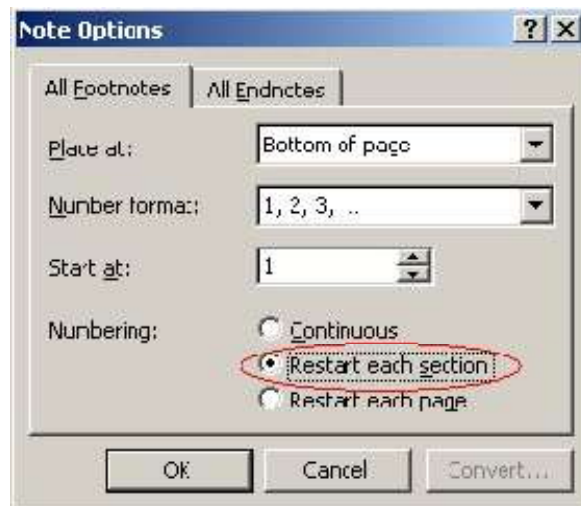 Note Options
All Footnotes All Endnotes
Place at: Bottom of page
Number format: 1, 2, 3, ..
Start at: 1
Numbering: Continuous
Restart each section
Restart each page
OK Cancel Convert...